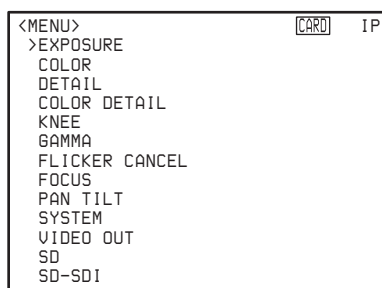 <MENU> CARD IP
>EXPOSURE
COLOR
DETAIL
COLOR DETAIL
KNEE
GAMMA
FLICKER CANCEL
FOCUS
PAN TILT
SYSTEM
VIDEO OUT
SD
SD-SDI